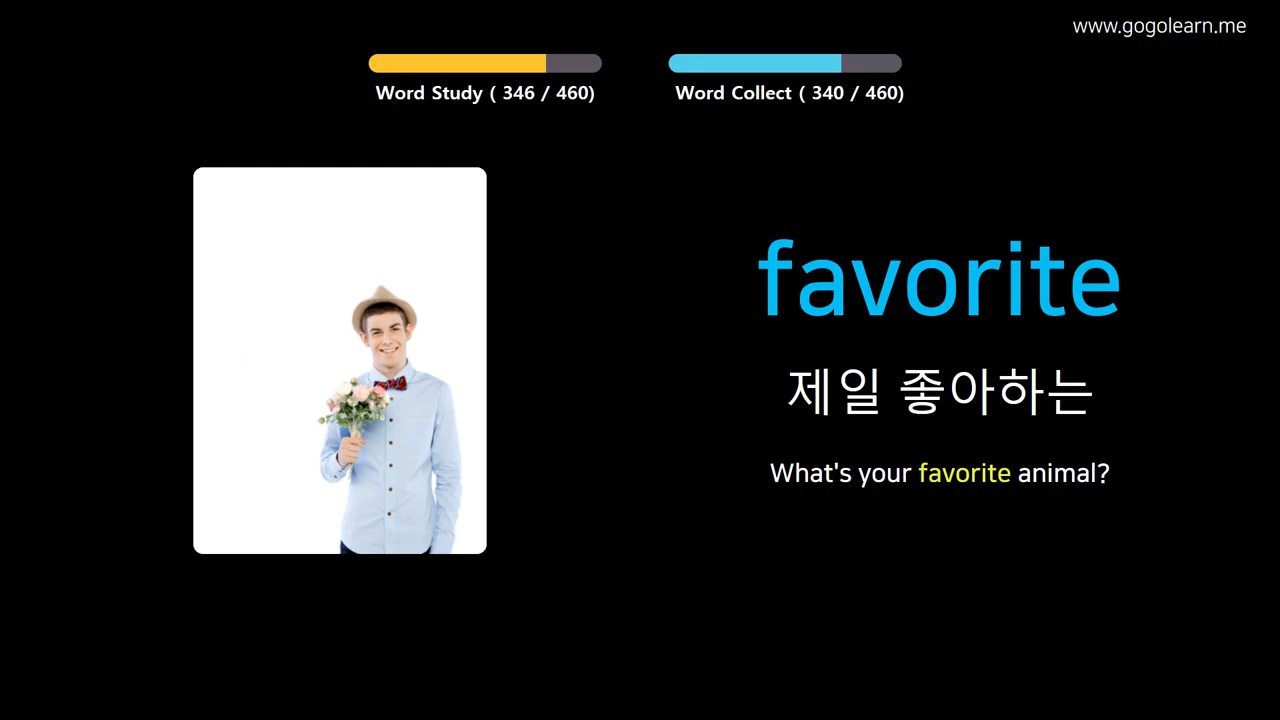 www.gogolearn.me
Word Study ( 346 / 460)
Word Collect ( 340 / 460)
favorite
제일 좋아하는
What's your favorite animal?